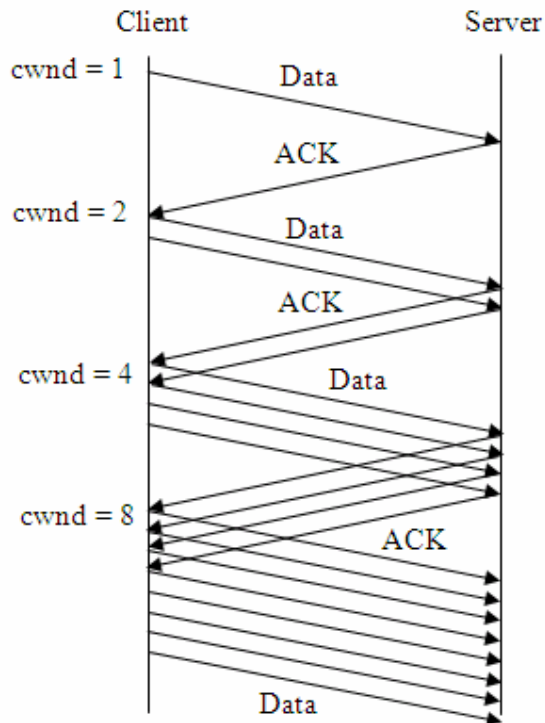 Client
Server
cwnd = 1
Data
ACK
cwnd = 2
Data
ACK
cwnd = 4
Data
cwnd = 8
ACK
Data